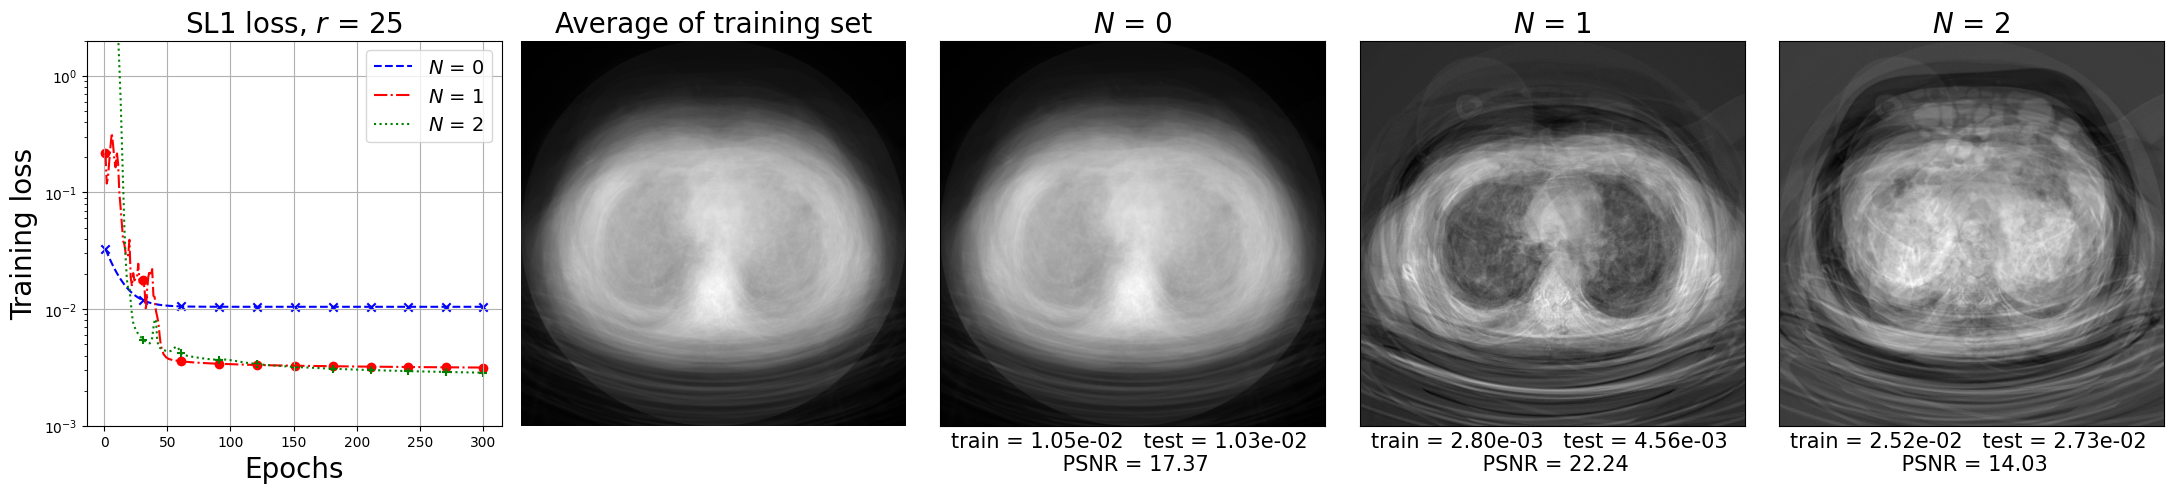 SL1 loss, r = 25
Training loss
10⁰
10⁻¹
10⁻²
10⁻³
N = 0
N = 1
N = 2
0 50 100 150 200 250 300
Epochs
Average of training set
N = 0
train = 1.05e-02 test = 1.03e-02
PSNR = 17.37
N = 1
train = 2.80e-03 test = 4.56e-03
PSNR = 22.24
N = 2
train = 2.52e-02 test = 2.73e-02
PSNR = 14.03